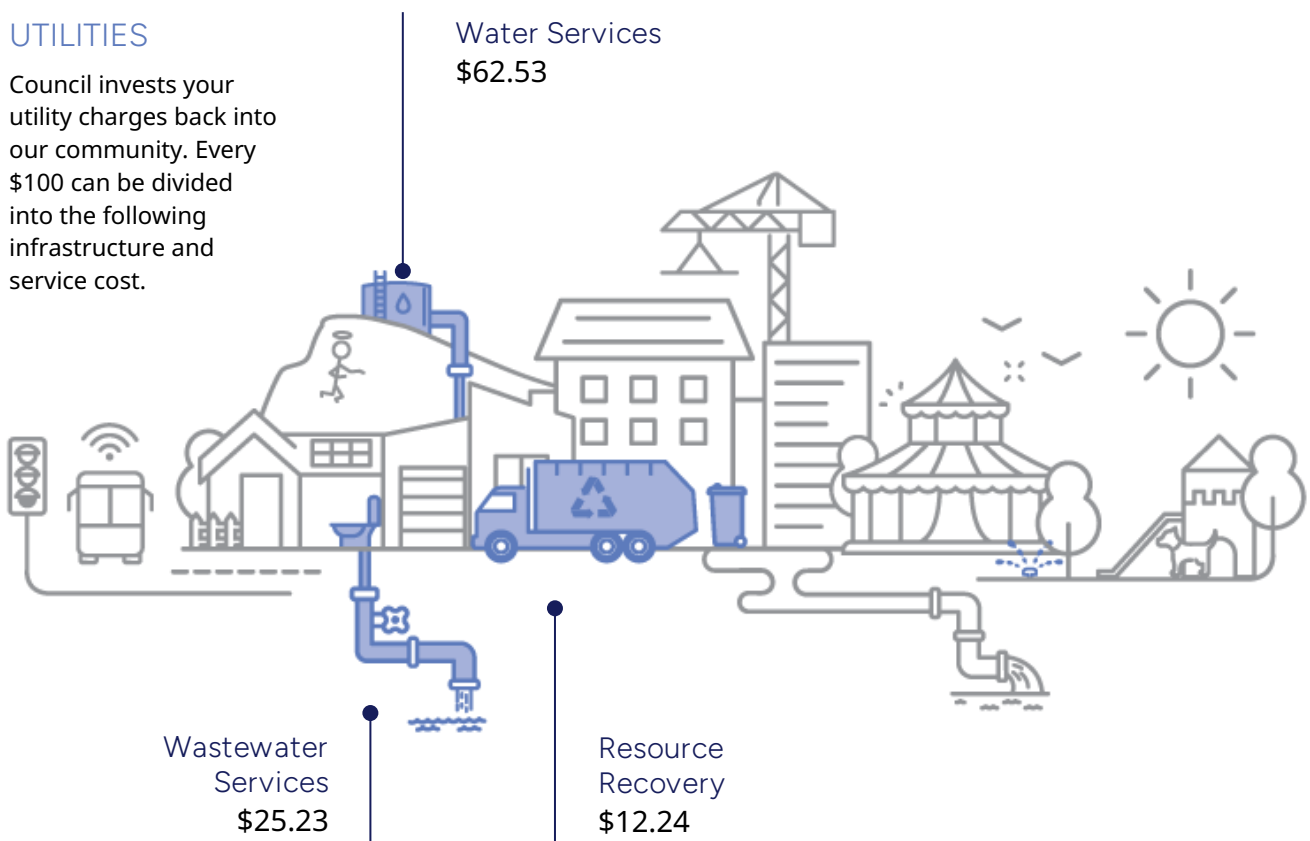 UTILITIES
Council invests your
utility charges back into
our community. Every
$100 can be divided
into the following
infrastructure and
service cost.
Water Services
$62.53
Wastewater
Services
$25.23
Resource
Recovery
$12.24